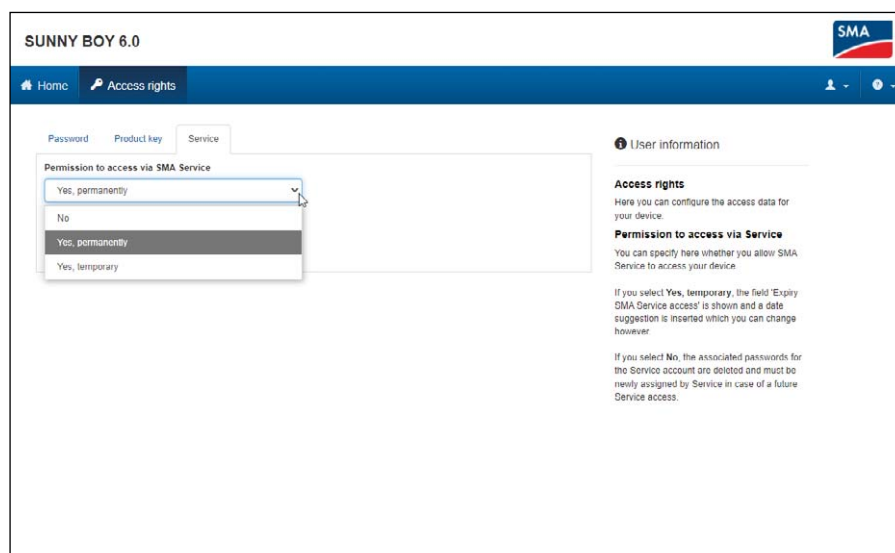 SUNNY BOY 6.0
SMA
Home
Access rights
Password
Product key
Service
Permission to access via SMA Service
Yes, permanently
No
Yes, permanently
Yes, temporary
User information
Access rights
Here you can configure the access data for
your device.
Permission to access via Service
You can specify here whether you allow SMA
Service to access your device.
If you select Yes, temporary, the field 'Expiry
SMA Service access' is shown and a date
suggestion is inserted which you can change
however.
If you select No, the associated passwords for
the Service account are deleted and must be
newly assigned by Service in case of a future
Service access.